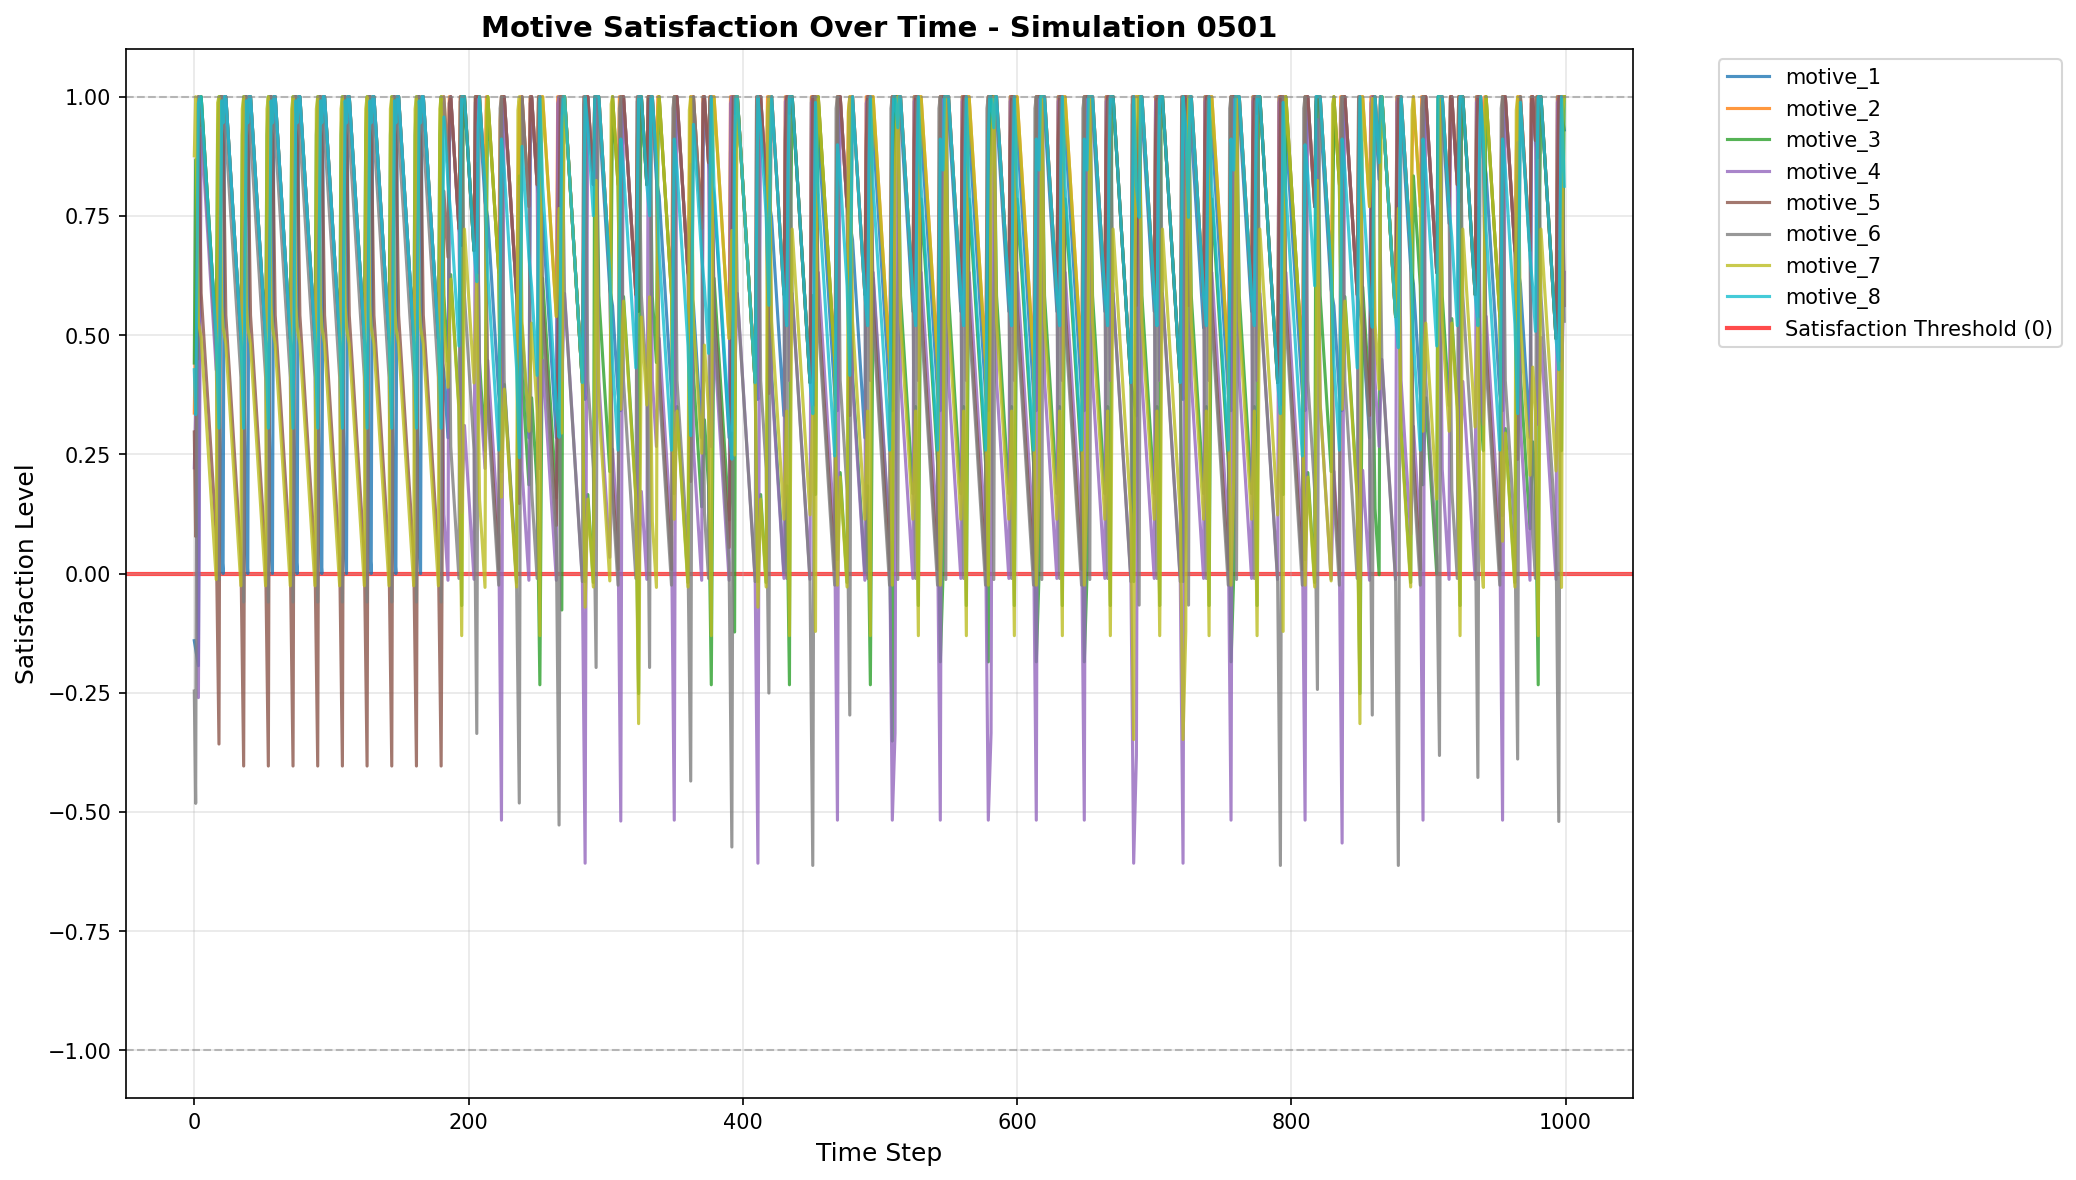 Motive Satisfaction Over Time - Simulation 0501
1.00
0.75
0.50
0.25
0.00
−0.25
−0.50
−0.75
−1.00
Satisfaction Level
0
200
400
600
800
1000
Time Step
motive_1
motive_2
motive_3
motive_4
motive_5
motive_6
motive_7
motive_8
Satisfaction Threshold (0)